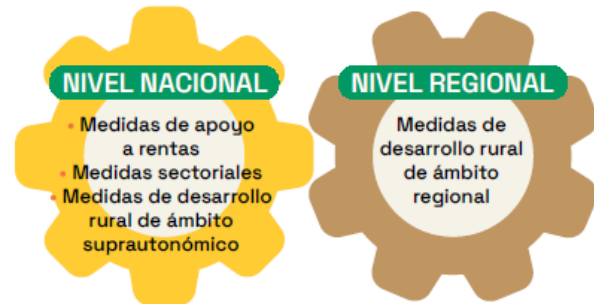 NIVEL NACIONAL
• Medidas de apoyo
a rentas
• Medidas sectoriales
• Medidas de desarrollo
rural de ámbito
suprautonómico
NIVEL REGIONAL
Medidas de
desarrollo rural
de ámbito
regional